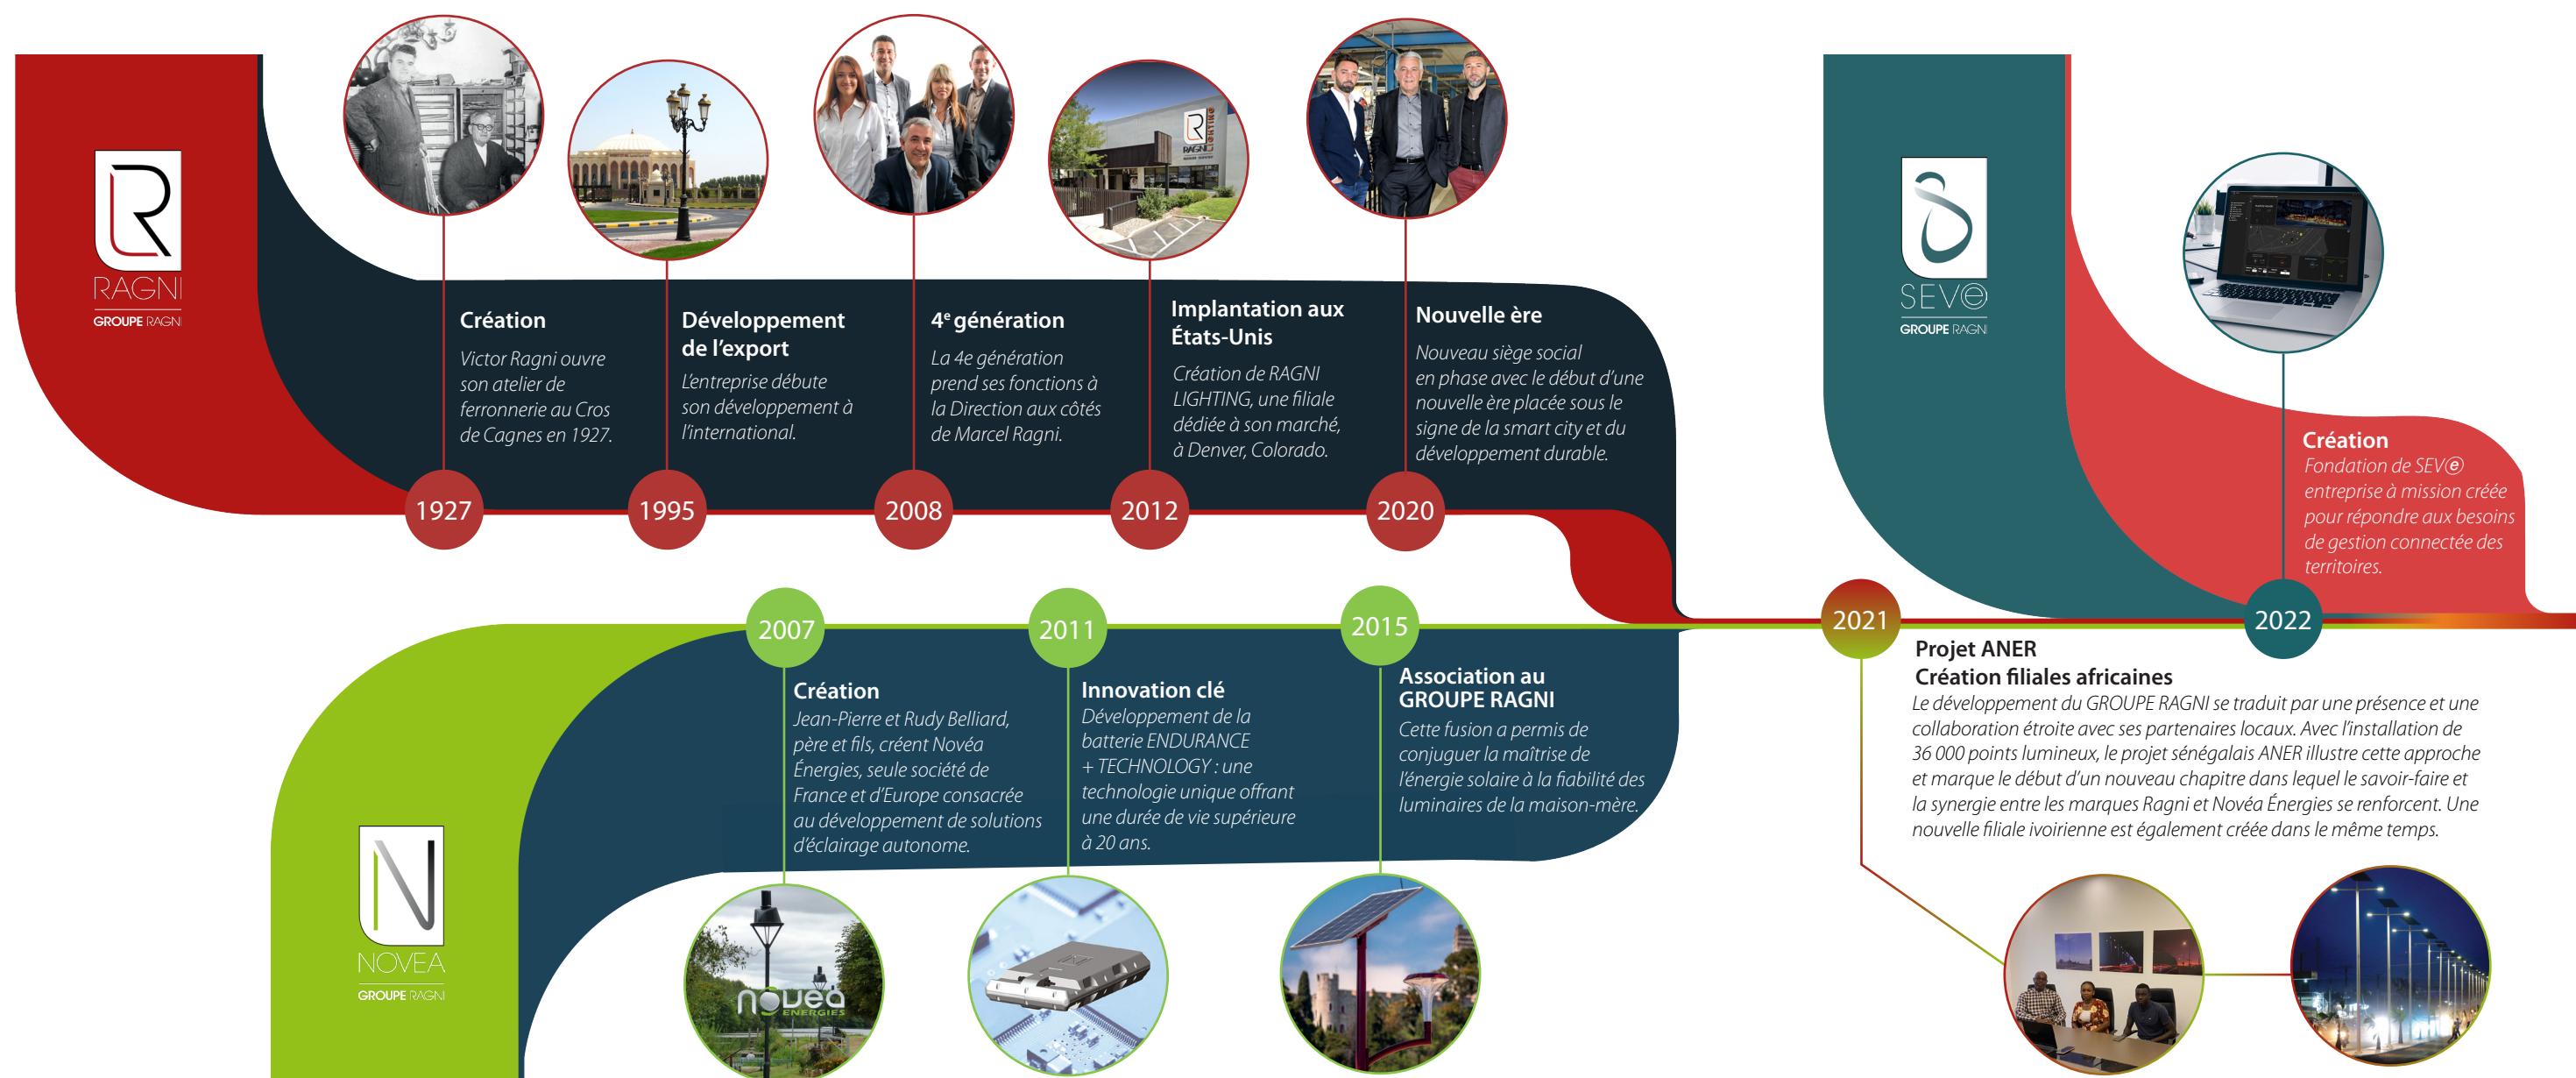 RAGNI
GROUPE RAGNI
Création
Victor Ragni ouvre
son atelier de
ferronnerie au Cros
de Cagnes en 1927.
1927
Développement
de l’export
L’entreprise débute
son développement à
l’international.
1995
4e génération
La 4e génération
prend ses fonctions à
la Direction aux côtés
de Marcel Ragni.
2008
RAGNI
LIGHTING
Implantation aux
États-Unis
Création de RAGNI
LIGHTING, une filiale
dédiée à son marché,
à Denver, Colorado.
2012
Nouvelle ère
Nouveau siège social
en phase avec le début d’une
nouvelle ère placée sous le
signe de la smart city et du
développement durable.
2020
NOVEA
GROUPE RAGNI
2007
Création
Jean-Pierre et Rudy Belliard,
père et fils, créent Novéa
Énergies, seule société de
France et d’Europe consacrée
au développement de solutions
d’éclairage autonome.
novéa
ENERGIES
2011
Innovation clé
Développement de la
batterie ENDURANCE
+ TECHNOLOGY : une
technologie unique offrant
une durée de vie supérieure
à 20 ans.
2015
Association au
GROUPE RAGNI
Cette fusion a permis de
conjuguer la maîtrise de
l’énergie solaire à la fiabilité des
luminaires de la maison-mère.
2021
Projet ANER
Création filiales africaines
Le développement du GROUPE RAGNI se traduit par une présence et une
collaboration étroite avec ses partenaires locaux. Avec l’installation de
36 000 points lumineux, le projet sénégalais ANER illustre cette approche
et marque le début d’un nouveau chapitre dans lequel le savoir-faire et
la synergie entre les marques Ragni et Novéa Énergies se renforcent. Une
nouvelle filiale ivoirienne est également créée dans le même temps.
SEVⓔ
GROUPE RAGNI
Création
Fondation de SEVⓔ
entreprise à mission créée
pour répondre aux besoins
de gestion connectée des
territoires.
2022